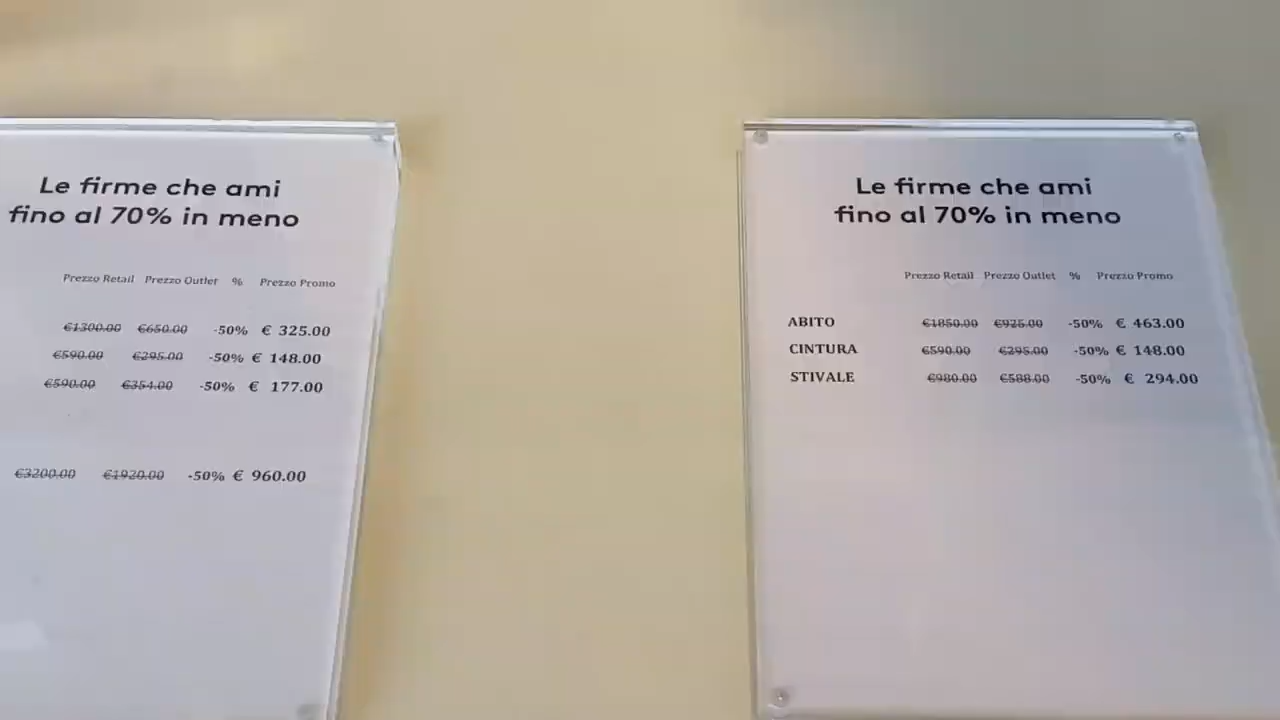 Le firme che ami
fino al 70% in meno
Prezzo Retail Prezzo Outlet % Prezzo Promo
€1300.00 €650.00 -50% € 325.00
€590.00 €295.00 -50% € 148.00
€590.00 €354.00 -50% € 177.00
€3200.00 €1920.00 -50% € 960.00
Le firme che ami
fino al 70% in meno
Prezzo Retail Prezzo Outlet % Prezzo Promo
ABITO €1850.00 €925.00 -50% € 463.00
CINTURA €590.00 €295.00 -50% € 148.00
STIVALE €980.00 €588.00 -50% € 294.00